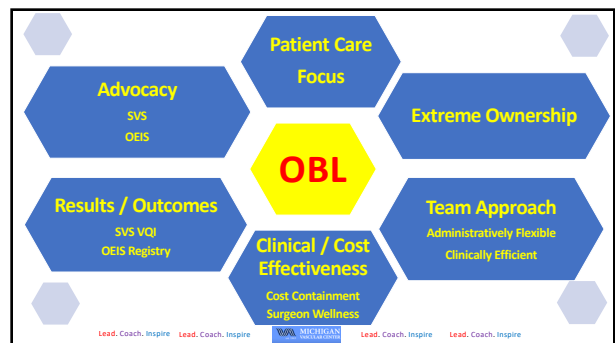 Patient Care
Focus
Advocacy
SVS
OEIS
Extreme Ownership
OBL
Results / Outcomes
SVS VQI
OEIS Registry
Team Approach
Administratively Flexible
Clinically Efficient
Clinical / Cost
Effectiveness
Cost Containment
Surgeon Wellness
Lead. Coach. Inspire Lead. Coach. Inspire MICHIGAN VASCULAR CENTER Lead. Coach. Inspire Lead. Coach. Inspire